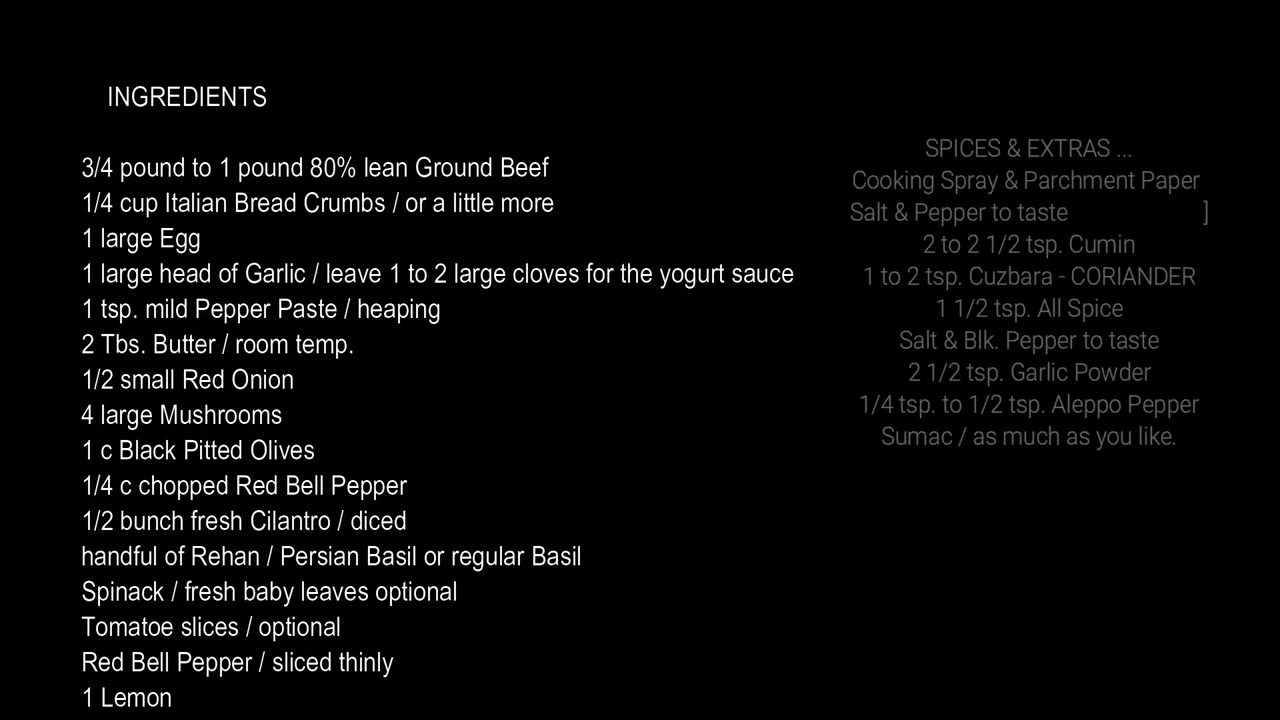 INGREDIENTS
3/4 pound to 1 pound 80% lean Ground Beef
1/4 cup Italian Bread Crumbs / or a little more
1 large Egg
1 large head of Garlic / leave 1 to 2 large cloves for the yogurt sauce
1 tsp. mild Pepper Paste / heaping
2 Tbs. Butter / room temp.
1/2 small Red Onion
4 large Mushrooms
1 c Black Pitted Olives
1/4 c chopped Red Bell Pepper
1/2 bunch fresh Cilantro / diced
handful of Rehan / Persian Basil or regular Basil
Spinack / fresh baby leaves optional
Tomatoe slices / optional
Red Bell Pepper / sliced thinly
1 Lemon
SPICES & EXTRAS ...
Cooking Spray & Parchment Paper
Salt & Pepper to taste ]
2 to 2 1/2 tsp. Cumin
1 to 2 tsp. Cuzbara - CORIANDER
1 1/2 tsp. All Spice
Salt & Blk. Pepper to taste
2 1/2 tsp. Garlic Powder
1/4 tsp. to 1/2 tsp. Aleppo Pepper
Sumac / as much as you like.